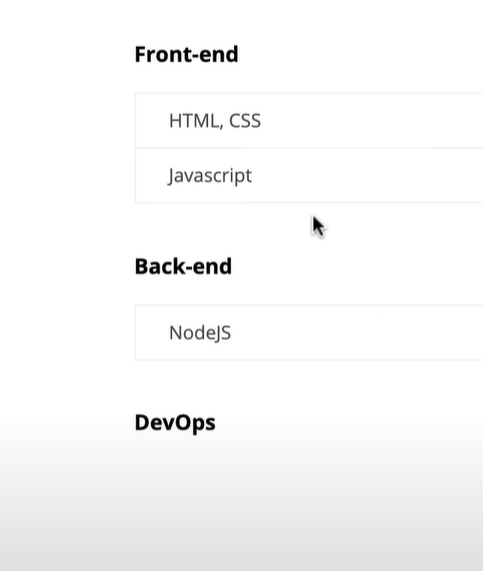 Front-end
HTML, CSS
Javascript
Back-end
NodeJS
DevOps